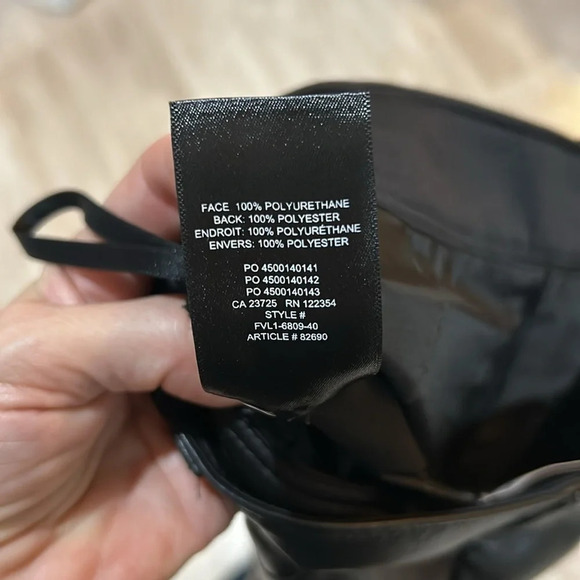 FACE 100% POLYURETHANE
BACK: 100% POLYESTER
ENDROIT: 100% POLYURÉTHANE
ENVERS: 100% POLYESTER
PO 4500140141
PO 4500140142
PO 4500140143
CA 23725 RN 122354
STYLE #
FVL1-6809-40
ARTICLE # 82690